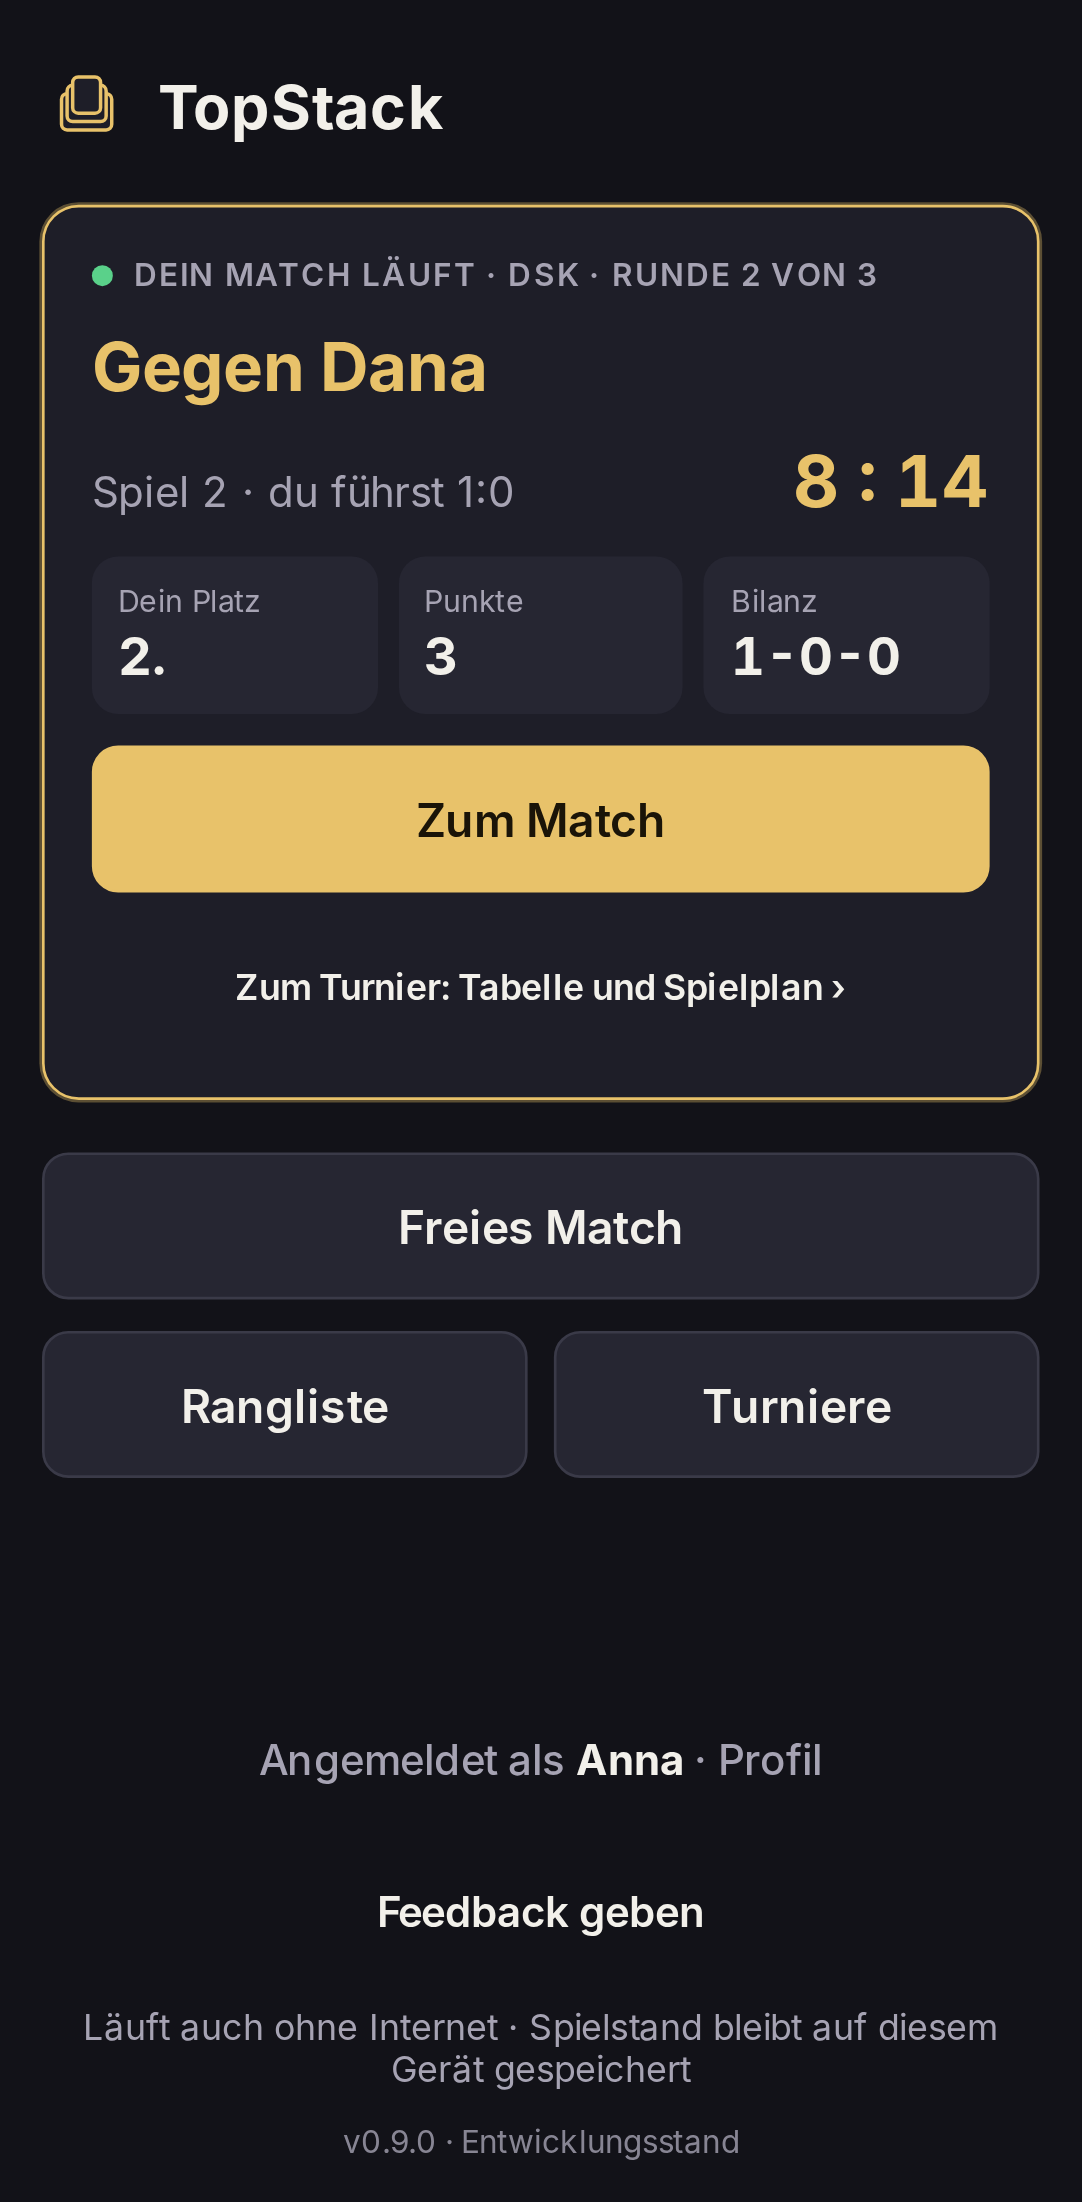 TopStack
DEIN MATCH LÄUFT · DSK · RUNDE 2 VON 3
Gegen Dana
Spiel 2 · du führst 1:0
8 : 14
Dein Platz
2.
Punkte
3
Bilanz
1-0-0
Zum Match
Zum Turnier: Tabelle und Spielplan ›
Freies Match
Rangliste
Turniere
Angemeldet als Anna · Profil
Feedback geben
Läuft auch ohne Internet · Spielstand bleibt auf diesem
Gerät gespeichert
v0.9.0 · Entwicklungsstand